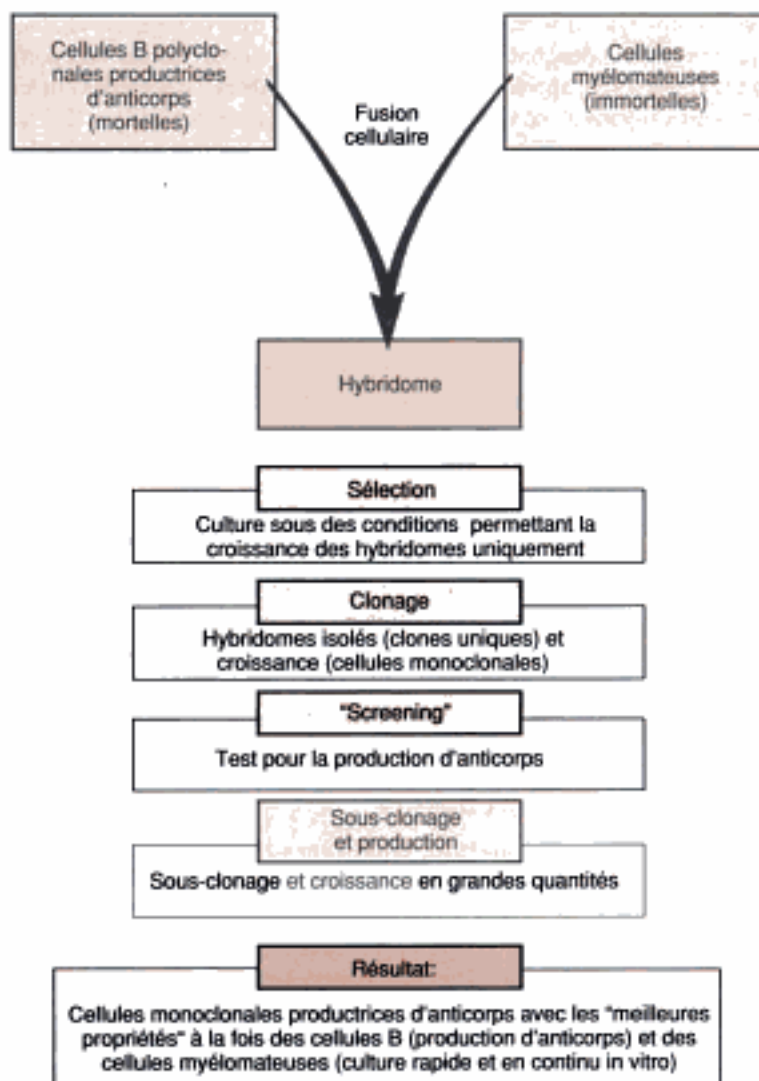 Cellules B polyclo-
nales productrices
d'anticorps
(mortelles)
Cellules
myélomateuses
(immortelles)
Fusion
cellulaire
Hybridome
Sélection
Culture sous des conditions permettant la
croissance des hybridomes uniquement
Clonage
Hybridomes isolés (clones uniques) et
croissance (cellules monoclonales)
"Screening"
Test pour la production d'anticorps
Sous-clonage
et production
Sous-clonage et croissance en grandes quantités
Résultat:
Cellules monoclonales productrices d'anticorps avec les "meilleures
propriétés" à la fois des cellules B (production d'anticorps) et des
cellules myélomateuses (culture rapide et en continu in vitro)